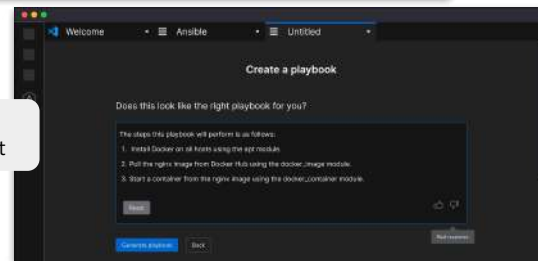 Welcome
Ansible
Untitled
Create a playbook
Does this look like the right playbook for you?
t
The steps this playbook will perform is as follows:
1. Install Docker on all hosts using the apt module.
2. Pull the nginx image from Docker Hub using the docker_image module.
3. Start a container from the nginx image using the docker_container module.
Reset
Generate playbook
Back